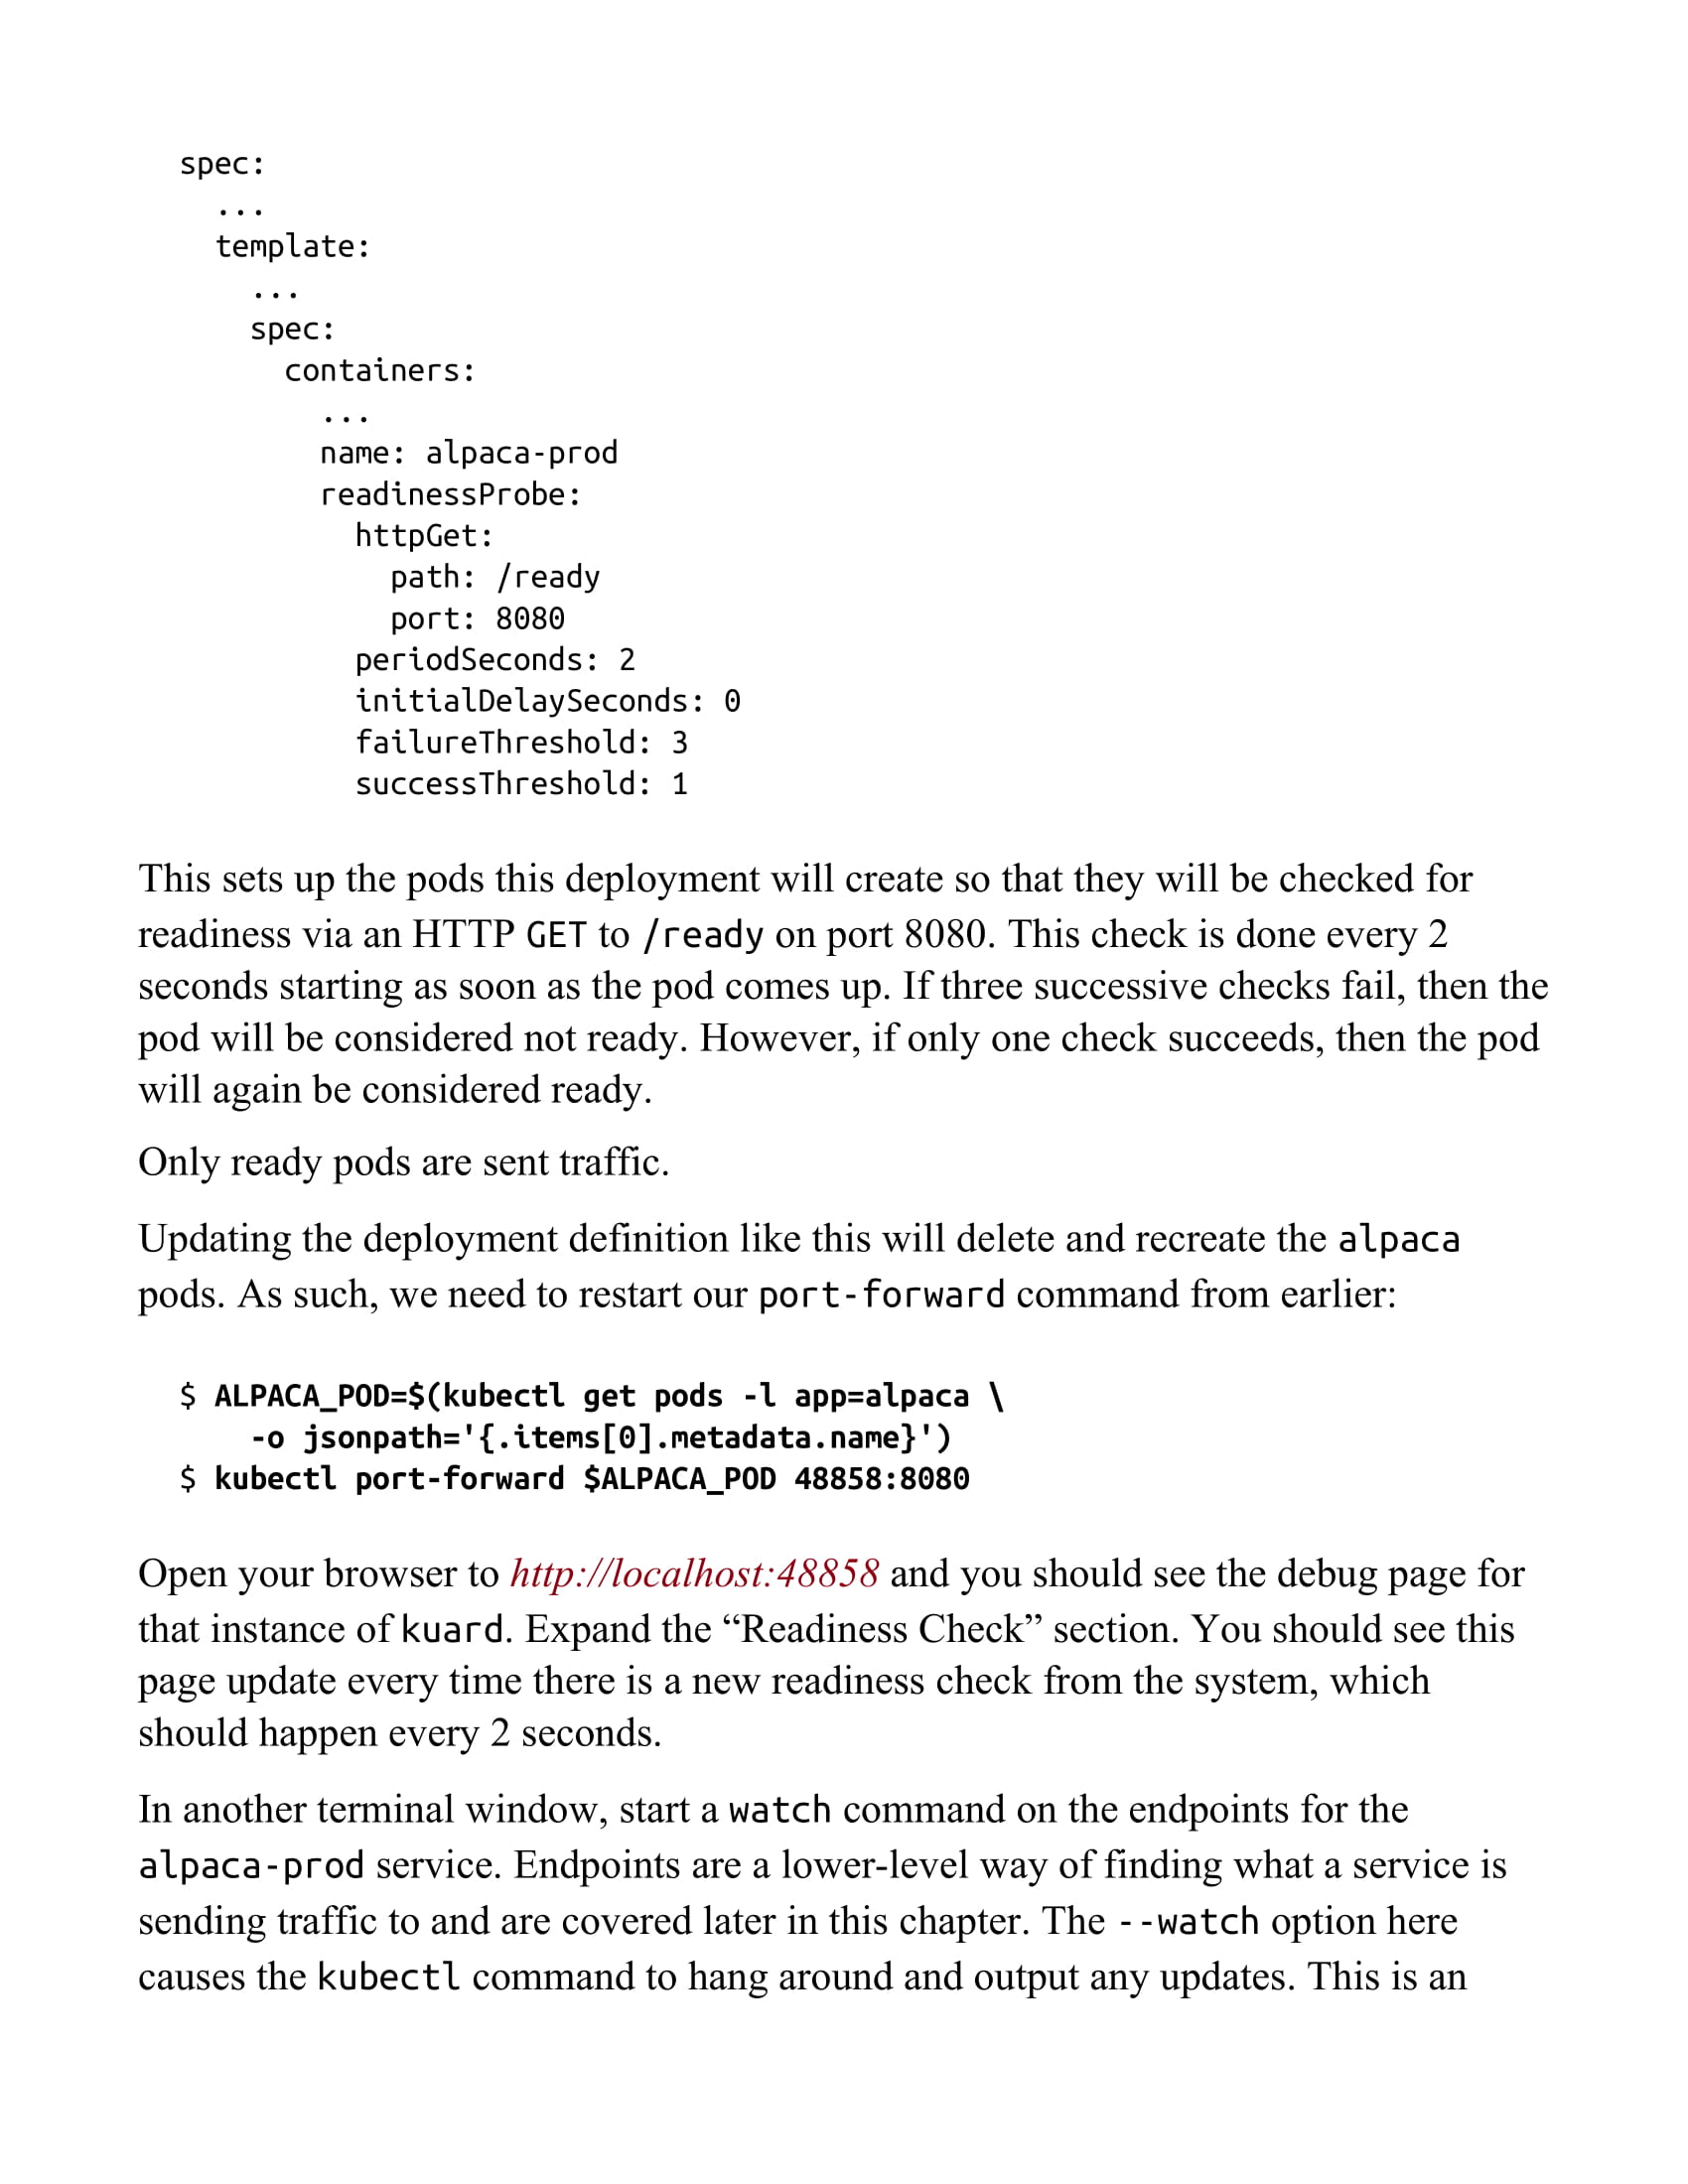 spec:
...
template:
...
spec:
containers:
...
name: alpaca-prod
readinessProbe:
httpGet:
path: /ready
port: 8080
periodSeconds: 2
initialDelaySeconds: 0
failureThreshold: 3
successThreshold: 1
This sets up the pods this deployment will create so that they will be checked for
readiness via an HTTP GET to /ready on port 8080. This check is done every 2
seconds starting as soon as the pod comes up. If three successive checks fail, then the
pod will be considered not ready. However, if only one check succeeds, then the pod
will again be considered ready.
Only ready pods are sent traffic.
Updating the deployment definition like this will delete and recreate the alpaca
pods. As such, we need to restart our port-forward command from earlier:
$ ALPACA_POD=$(kubectl get pods -l app=alpaca \
-o jsonpath='{.items[0].metadata.name}')
$ kubectl port-forward $ALPACA_POD 48858:8080
Open your browser to http://localhost:48858 and you should see the debug page for
that instance of kuard. Expand the “Readiness Check” section. You should see this
page update every time there is a new readiness check from the system, which
should happen every 2 seconds.
In another terminal window, start a watch command on the endpoints for the
alpaca-prod service. Endpoints are a lower-level way of finding what a service is
sending traffic to and are covered later in this chapter. The --watch option here
causes the kubectl command to hang around and output any updates. This is an